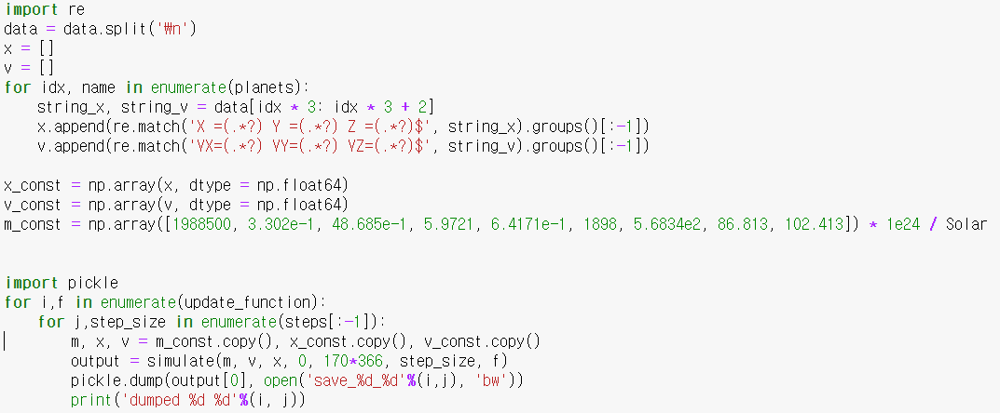 import re
data = data.split('₩n')
x = []
v = []
for idx, name in enumerate(planets):
    string_x, string_v = data[idx * 3: idx * 3 + 2]
    x.append(re.match('X =(.*?) Y =(.*?) Z =(.*?)$', string_x).groups()[:-1])
    v.append(re.match('VX=(.*?) VY=(.*?) VZ=(.*?)$', string_v).groups()[:-1])
x_const = np.array(x, dtype = np.float64)
v_const = np.array(v, dtype = np.float64)
m_const = np.array([1988500, 3.302e-1, 48.685e-1, 5.9721, 6.4171e-1, 1898, 5.6834e2, 86.813, 102.413]) * 1e24 / Solar
import pickle
for i,f in enumerate(update_function):
    for j,step_size in enumerate(steps[:-1]):
        m, x, v = m_const.copy(), x_const.copy(), v_const.copy()
        output = simulate(m, v, x, 0, 170*366, step_size, f)
        pickle.dump(output[0], open('save_%d_%d'%(i,j), 'bw'))
        print('dumped %d %d'%(i, j))